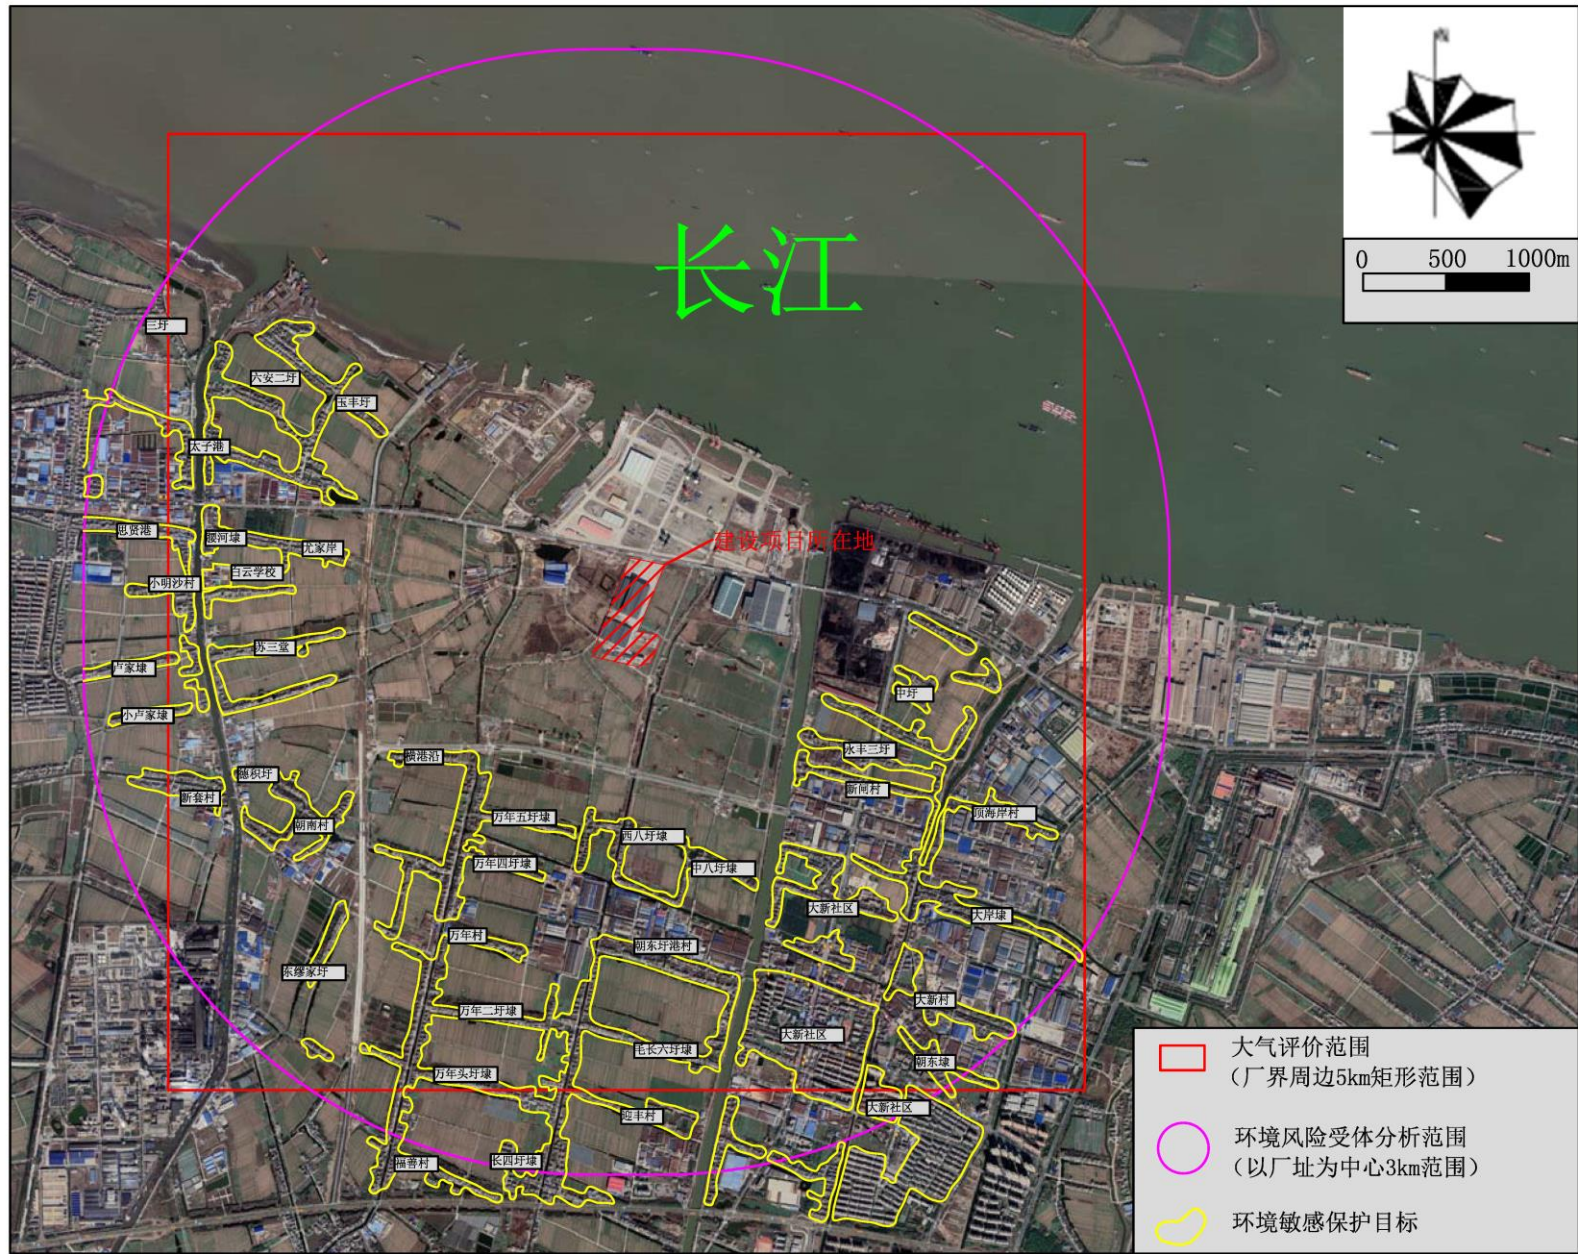 N
0 500 1000m
长江
三圩
六安二圩
玉丰圩
太子港
思贤港
腰河埭
尤家岸
建设项目所在地
白云学校
小明沙村
苏三堂
卢家埭
小卢家埭
中圩
永丰三圩
横港沿
德积圩
新闸村
新套村
顶海岸村
万年五圩埭
朝南村
西八圩埭
万年四圩埭
中八圩埭
大新社区
大岸埭
万年村
朝东圩港村
东缪家圩
大新村
万年二圩埭
大新社区
毛长六圩埭
朝东埭
万年头圩埭
大新社区
迎丰村
福善村
长四圩埭
大气评价范围
（厂界周边5km矩形范围）
环境风险受体分析范围
（以厂址为中心3km范围）
环境敏感保护目标